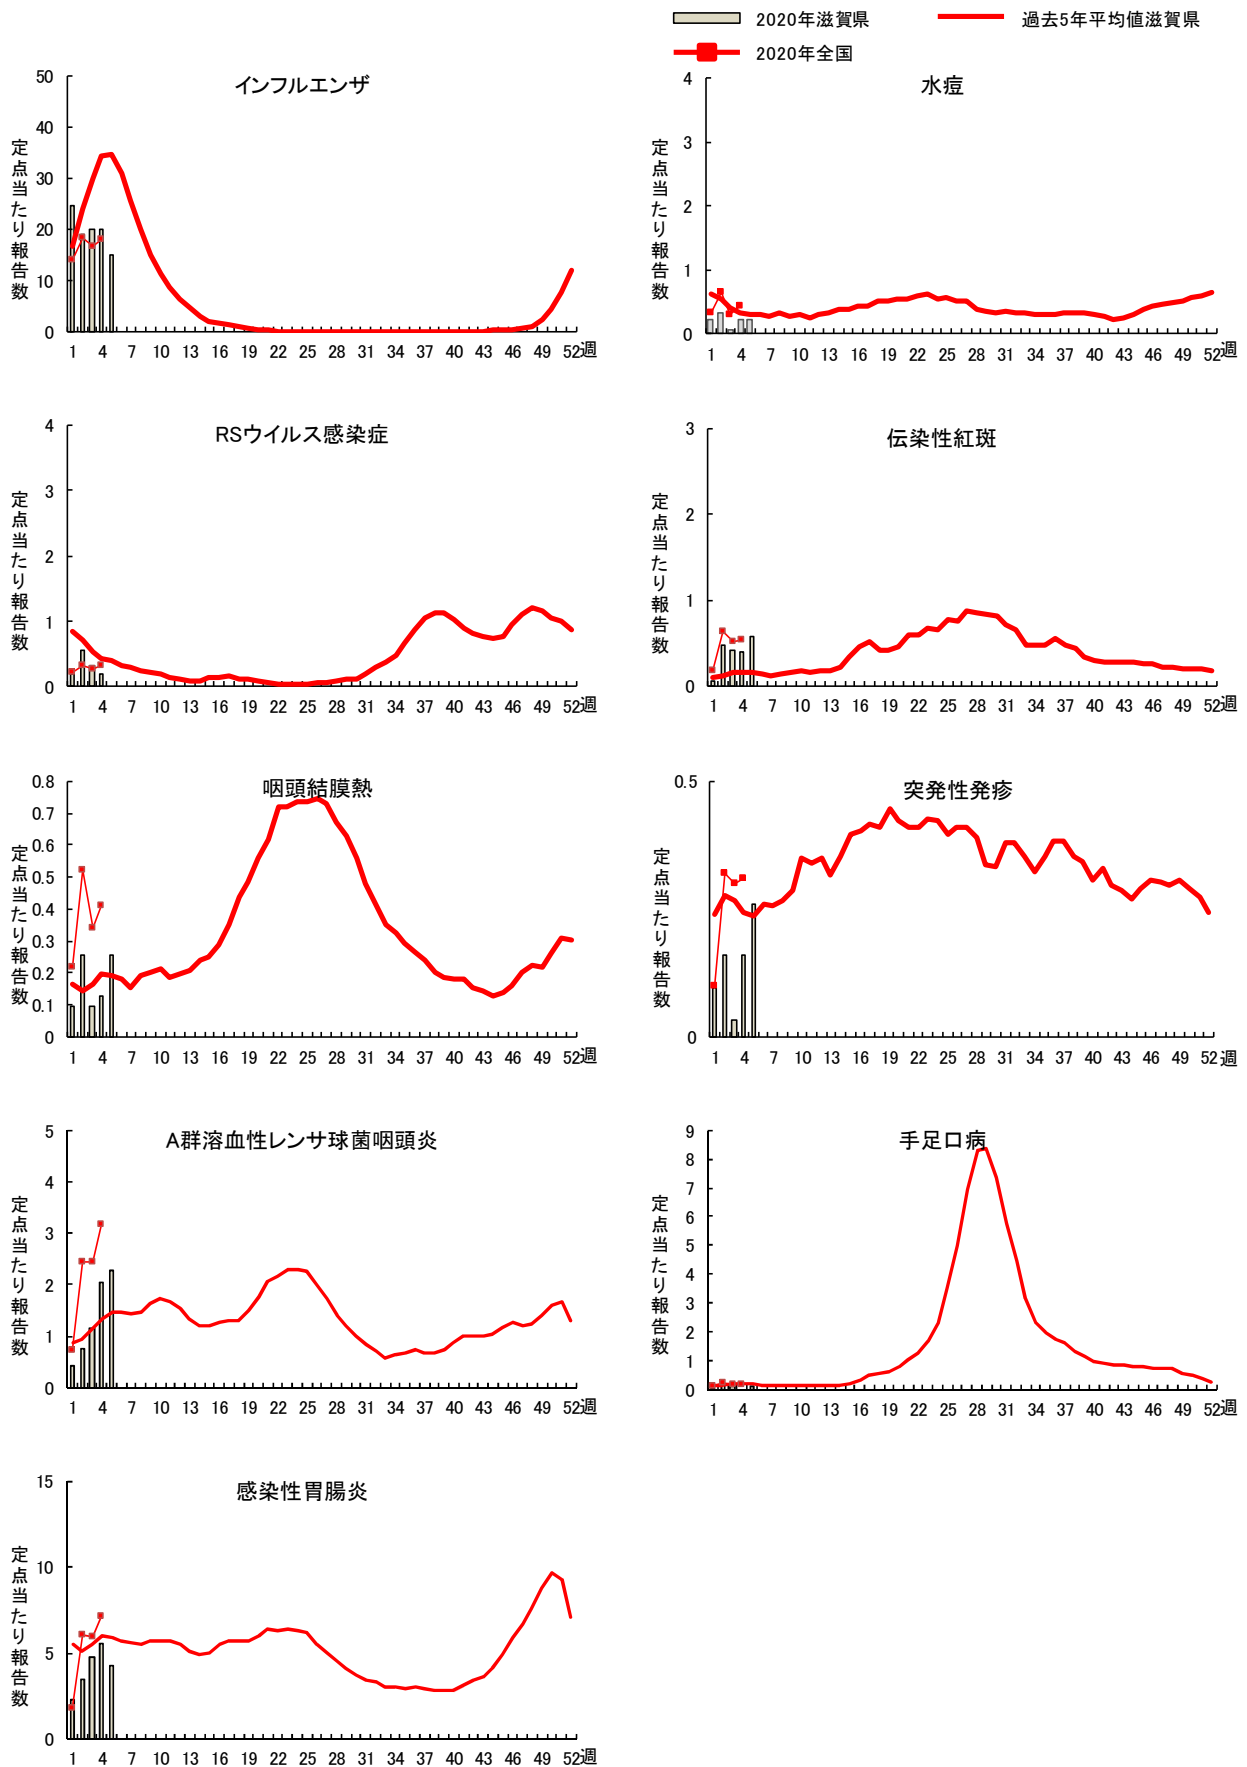 2020年滋賀県
過去5年平均値滋賀県
2020年全国
インフルエンザ
定点当たり報告数
50
40
30
20
10
0
1 4 7 10 13 16 19 22 25 28 31 34 37 40 43 46 49 52週
水痘
定点当たり報告数
4
3
2
1
0
1 4 7 10 13 16 19 22 25 28 31 34 37 40 43 46 49 52週
RSウイルス感染症
定点当たり報告数
4
3
2
1
0
1 4 7 10 13 16 19 22 25 28 31 34 37 40 43 46 49 52週
伝染性紅斑
定点当たり報告数
3
2
1
0
1 4 7 10 13 16 19 22 25 28 31 34 37 40 43 46 49 52週
咽頭結膜熱
定点当たり報告数
0.8
0.7
0.6
0.5
0.4
0.3
0.2
0.1
0
1 4 7 10 13 16 19 22 25 28 31 34 37 40 43 46 49 52週
突発性発疹
定点当たり報告数
0.5
0
1 4 7 10 13 16 19 22 25 28 31 34 37 40 43 46 49 52週
A群溶血性レンサ球菌咽頭炎
定点当たり報告数
5
4
3
2
1
0
1 4 7 10 13 16 19 22 25 28 31 34 37 40 43 46 49 52週
手足口病
定点当たり報告数
9
8
7
6
5
4
3
2
1
0
1 4 7 10 13 16 19 22 25 28 31 34 37 40 43 46 49 52週
感染性胃腸炎
定点当たり報告数
15
10
5
0
1 4 7 10 13 16 19 22 25 28 31 34 37 40 43 46 49 52週